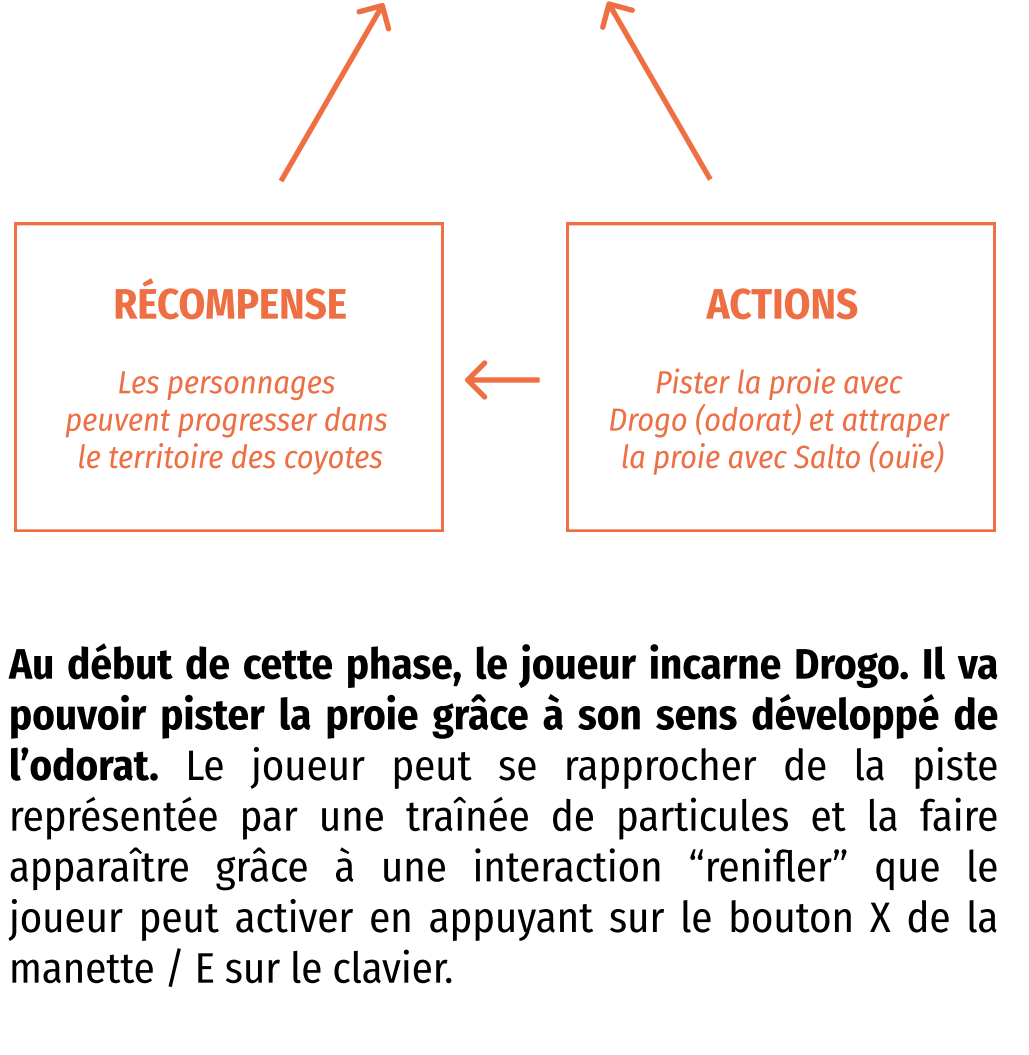 RÉCOMPENSE
Les personnages
peuvent progresser dans
le territoire des coyotes
ACTIONS
Pister la proie avec
Drogo (odorat) et attraper
la proie avec Salto (ouïe)
Au début de cette phase, le joueur incarne Drogo. Il va
pouvoir pister la proie grâce à son sens développé de
l’odorat. Le joueur peut se rapprocher de la piste
représentée par une traînée de particules et la faire
apparaître grâce à une interaction “renifler” que le
joueur peut activer en appuyant sur le bouton X de la
manette / E sur le clavier.